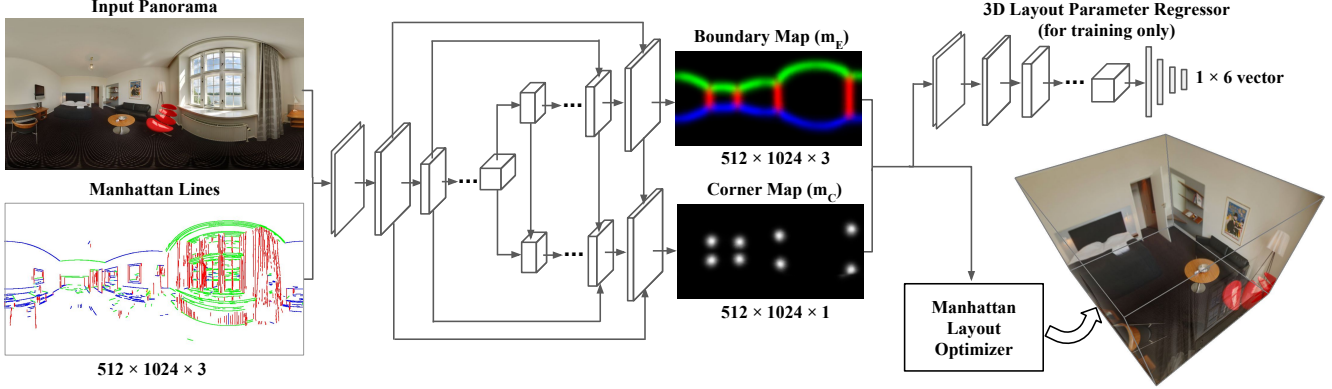 Input Panorama
Manhattan Lines
512 × 1024 × 3
Boundary Map (mE)
512 × 1024 × 3
Corner Map (mC)
512 × 1024 × 1
3D Layout Parameter Regressor
(for training only)
1 × 6 vector
Manhattan
Layout
Optimizer